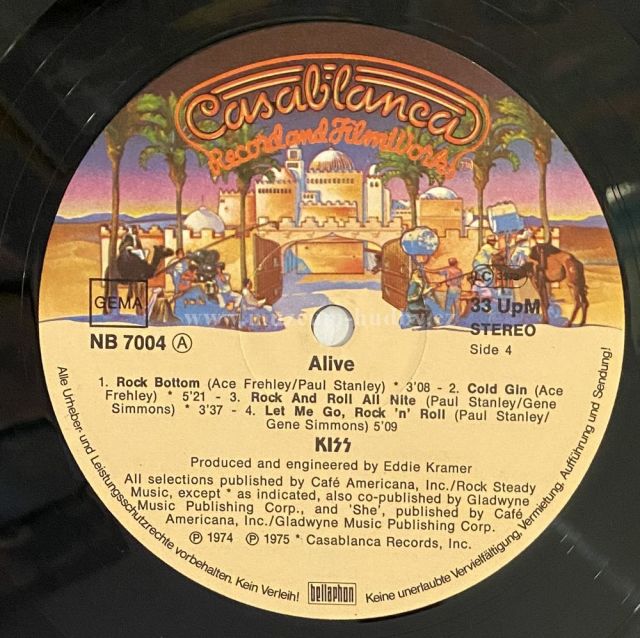 Casablanca
Record and FilmWorks
GEMA
33 UpM
NB 7004 Ⓐ
STEREO
Side 4
Alive
1. Rock Bottom (Ace Frehley/Paul Stanley) * 3'08 - 2. Cold Gin (Ace
Frehley) * 5'21 - 3. Rock And Roll All Nite (Paul Stanley/Gene
Simmons) * 3'37 - 4. Let Me Go, Rock 'n' Roll (Paul Stanley/
Gene Simmons) 5'09
KISS
Produced and engineered by Eddie Kramer
All selections published by Café Americana, Inc./Rock Steady
Music, except * as indicated, also co-published by Gladwyne
Music Publishing Corp., and 'She', published by Café
Americana, Inc./Gladwyne Music Publishing Corp.
℗ 1974 ℗ 1975 * Casablanca Records, Inc.
bellaphon
Alle Urheber- und Leistungsschutzrechte vorbehalten. Kein Verleih! Keine unerlaubte Vervielfältigung, Vermietung, Aufführung und Sendung!